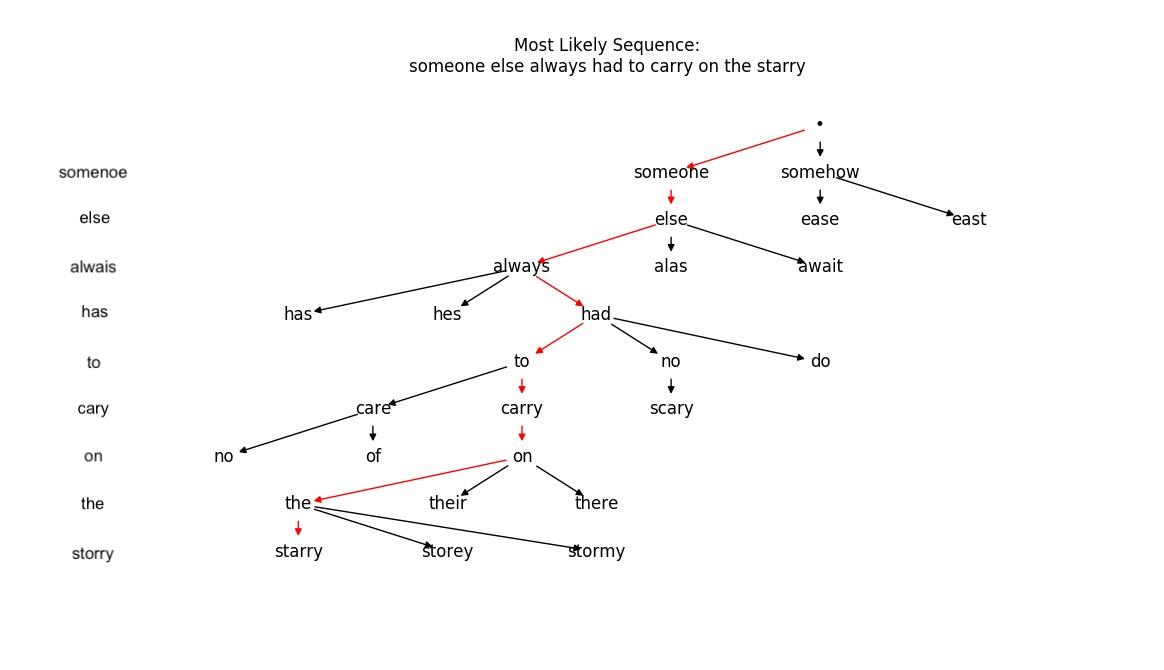 Most Likely Sequence:
someone else always had to carry on the starry
somenoe someone somehow
else else ease east
alwais always alas await
has has hes had
to to no do
cary care carry scary
on no of on
the the their there
storry starry storey stormy